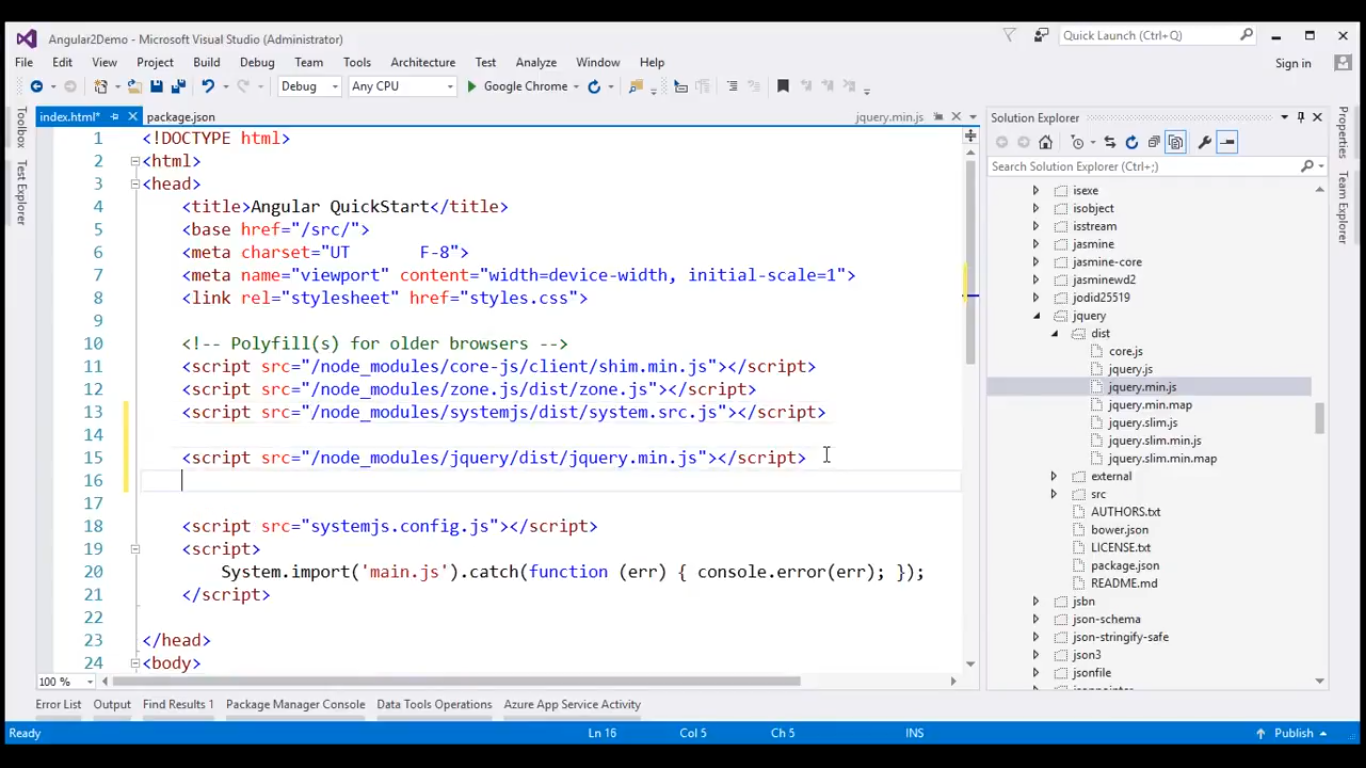 Angular2Demo - Microsoft Visual Studio (Administrator)
Quick Launch (Ctrl+Q)
File Edit View Project Build Debug Team Tools Architecture Test Analyze Window Help
Sign in
Debug Any CPU Google Chrome
index.html* package.json jquery.min.js
Toolbox
Test Explorer
1 <!DOCTYPE html>
2 <html>
3 <head>
4 <title>Angular QuickStart</title>
5 <base href="/src/">
6 <meta charset="UT F-8">
7 <meta name="viewport" content="width=device-width, initial-scale=1">
8 <link rel="stylesheet" href="styles.css">
9
10 <!-- Polyfill(s) for older browsers -->
11 <script src="/node_modules/core-js/client/shim.min.js"></script>
12 <script src="/node_modules/zone.js/dist/zone.js"></script>
13 <script src="/node_modules/systemjs/dist/system.src.js"></script>
14
15 <script src="/node_modules/jquery/dist/jquery.min.js"></script>
16
17
18 <script src="systemjs.config.js"></script>
19 <script>
20 System.import('main.js').catch(function (err) { console.error(err); });
21 </script>
22
23 </head>
24 <body>
100 %
Solution Explorer
Search Solution Explorer (Ctrl+;)
isexe
isobject
isstream
jasmine
jasmine-core
jasminewd2
jodid25519
jquery
dist
core.js
jquery.js
jquery.min.js
jquery.min.map
jquery.slim.js
jquery.slim.min.js
jquery.slim.min.map
external
src
AUTHORS.txt
bower.json
LICENSE.txt
package.json
README.md
jsbn
json-schema
json-stringify-safe
json3
jsonfile
Properties
Team Explorer
Error List Output Find Results 1 Package Manager Console Data Tools Operations Azure App Service Activity
Ready Ln 16 Col 5 Ch 5 INS Publish